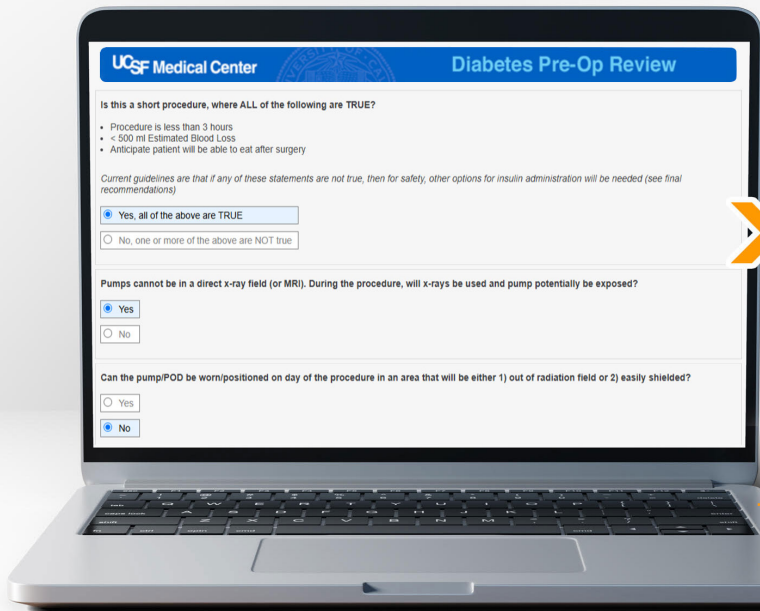 UCSF Medical Center
Diabetes Pre-Op Review
Is this a short procedure, where ALL of the following are TRUE?
• Procedure is less than 3 hours
• < 500 ml Estimated Blood Loss
• Anticipate patient will be able to eat after surgery
Current guidelines are that if any of these statements are not true, then for safety, other options for insulin administration will be needed (see final
recommendations)
Yes, all of the above are TRUE
No, one or more of the above are NOT true
Pumps cannot be in a direct x-ray field (or MRI). During the procedure, will x-rays be used and pump potentially be exposed?
Yes
No
Can the pump/POD be worn/positioned on day of the procedure in an area that will be either 1) out of radiation field or 2) easily shielded?
Yes
No